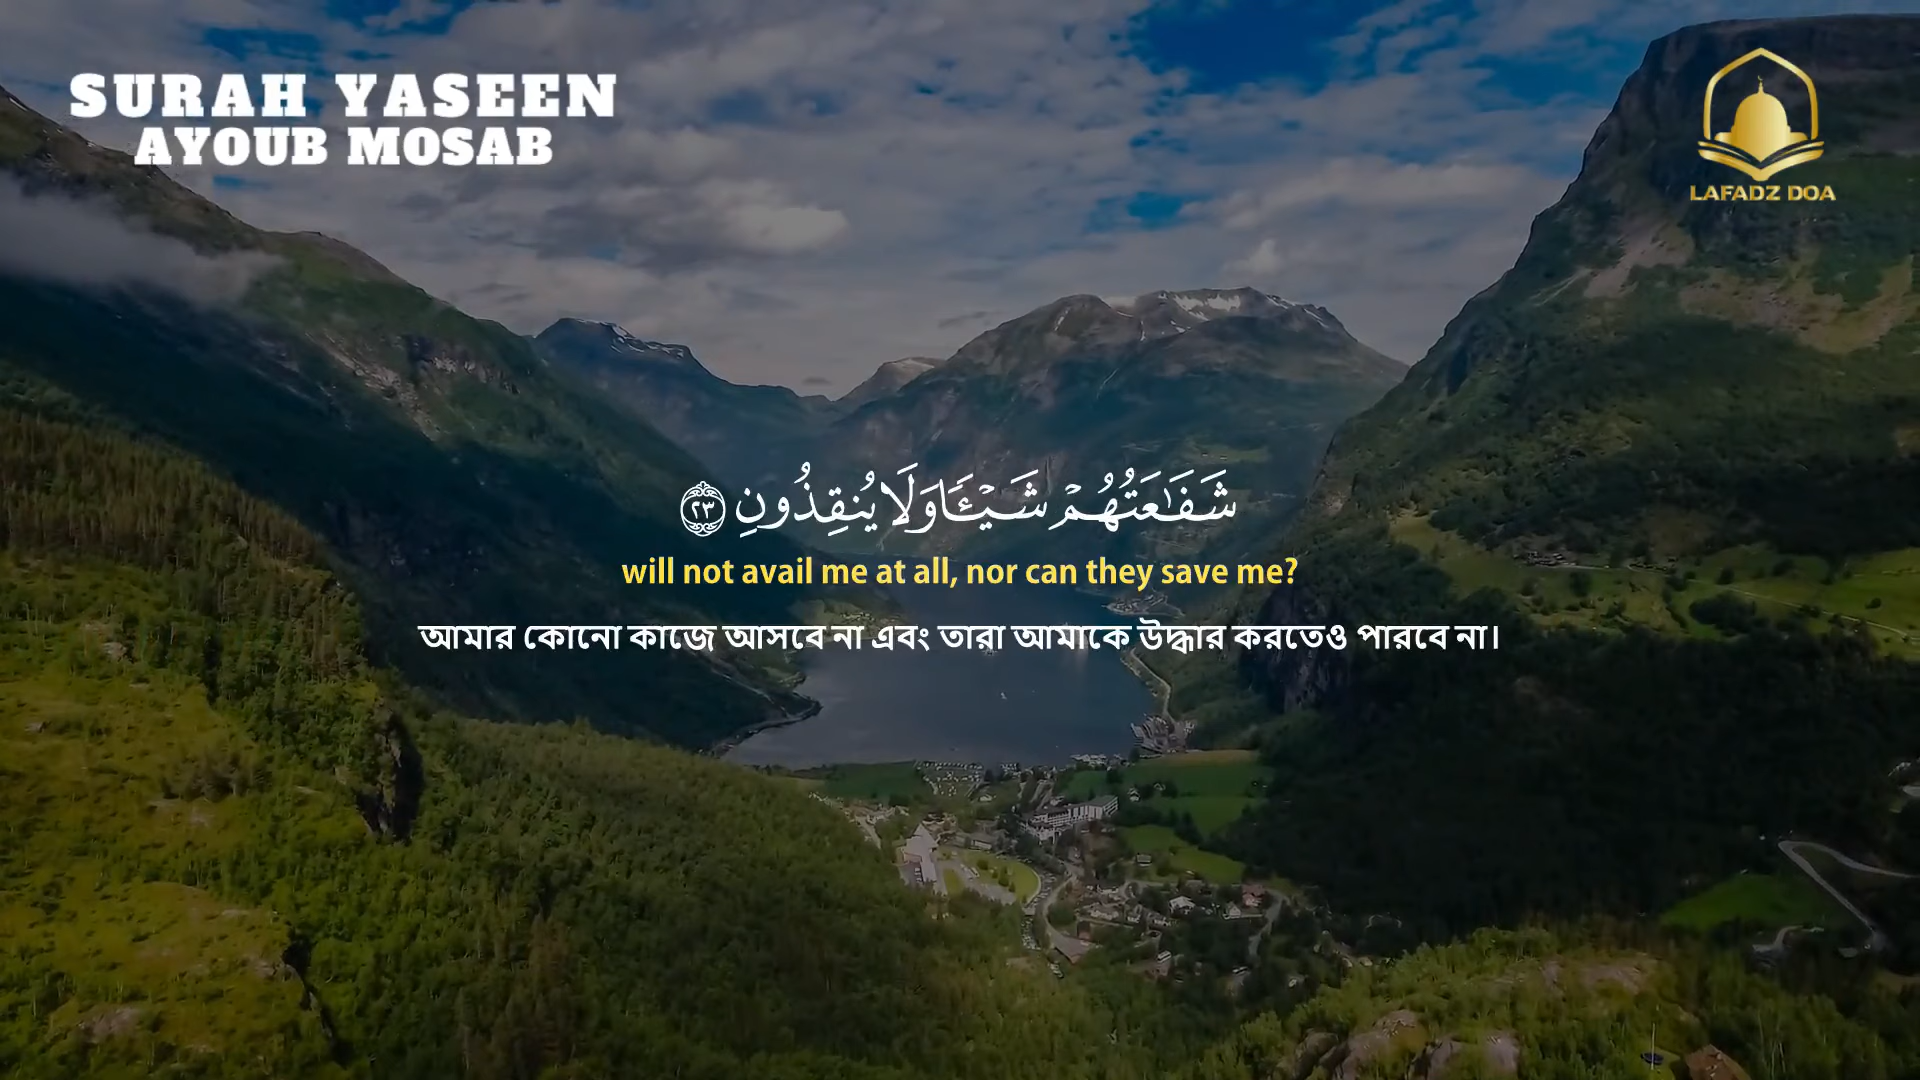 SURAH YASEEN
AYOUB MOSAB
LAFADZ DOA
شَفَـٰعَتُهُمْ شَيْـًٔا وَلَا يُنقِذُونِ ٢٣
will not avail me at all, nor can they save me?
আমার কোনো কাজে আসবে না এবং তারা আমাকে উদ্ধার করতেও পারবে না।